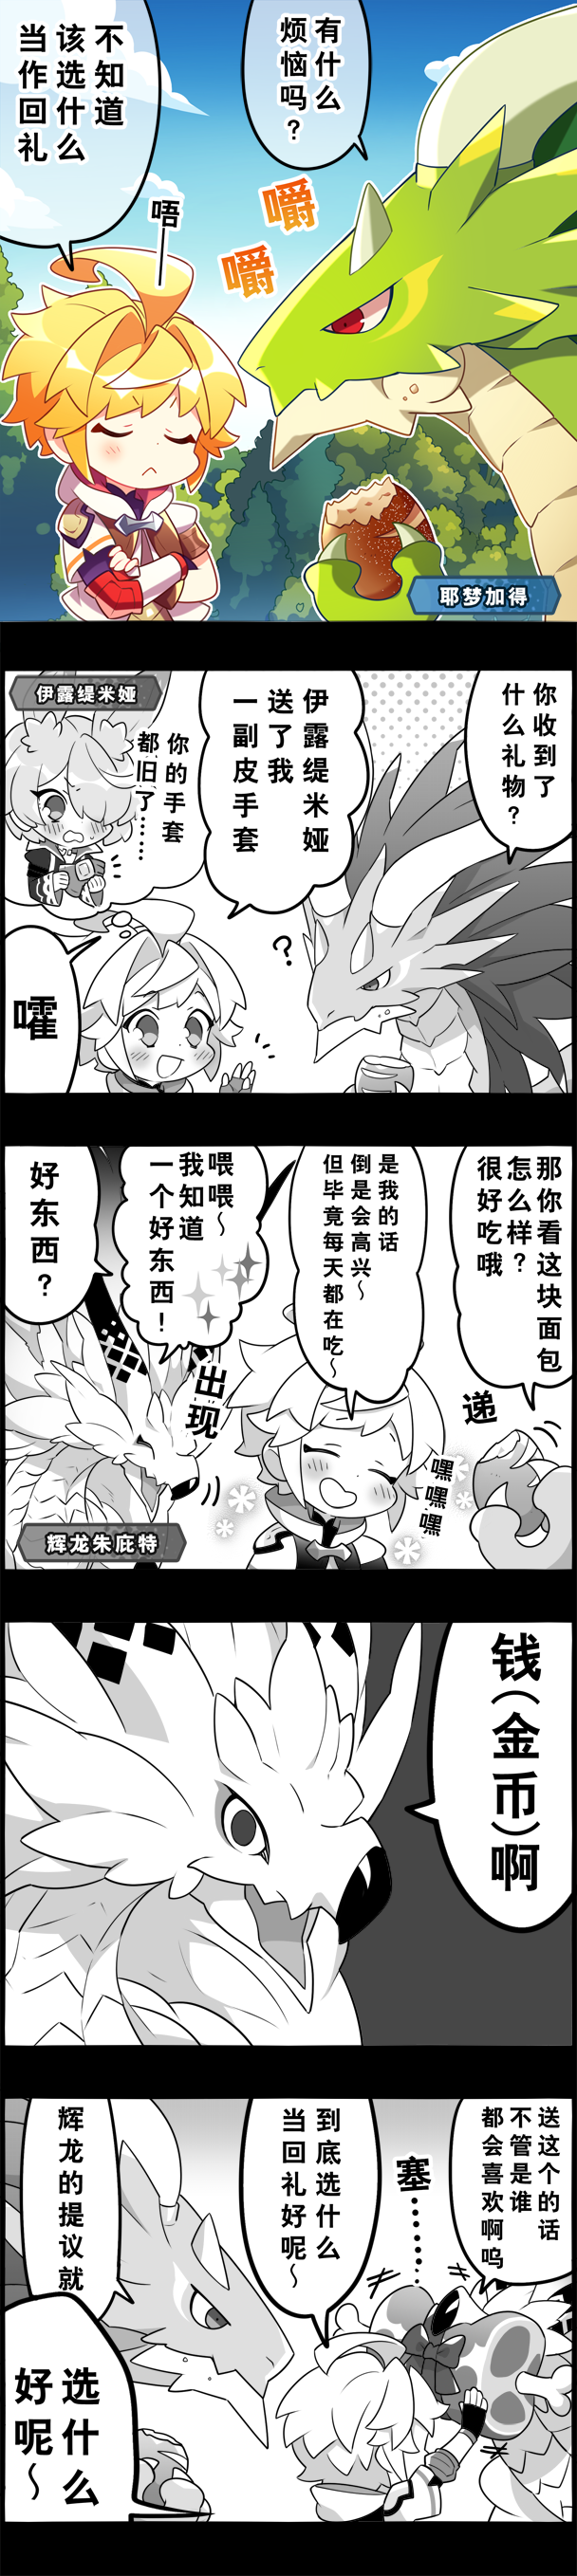 有什么
烦恼吗？
不知道
该选什么
当作回礼
唔
嚼
嚼
耶梦加得
你收到了
什么礼物？
伊露缇米娅
送了我
一副皮手套
伊露缇米娅
你的手套
都旧了……
？
嚯
那你看这块面包
怎么样？
很好吃哦
递
是我的话
倒是会高兴～
但毕竟每天都在吃～
嘿嘿嘿
喂喂～
我知道
一个好东西！
出现
好东西？
辉龙朱庇特
钱（金币）啊
送这个的话
不管是谁
都会喜欢啊呜
塞……
到底选什么
当回礼好呢～
辉龙的提议就
选什么
好呢～